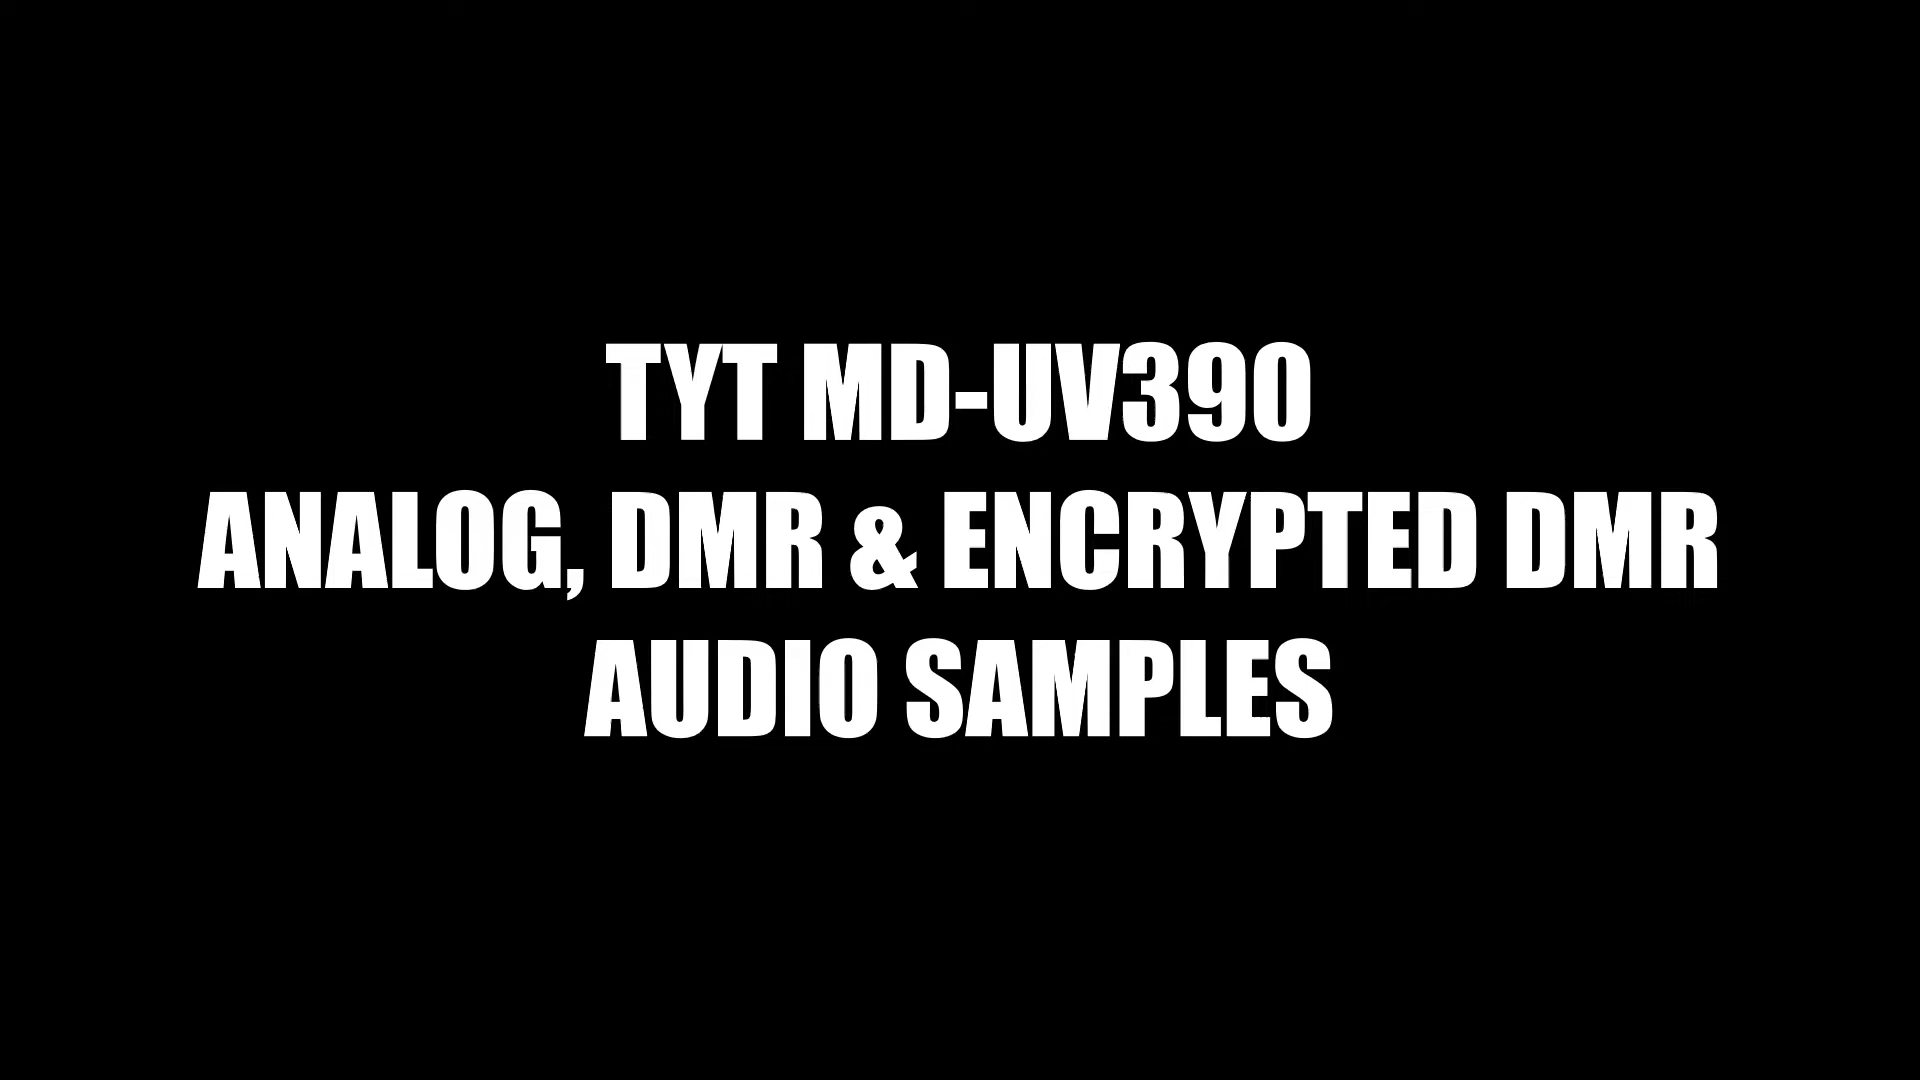 TYT MD-UV390
ANALOG, DMR & ENCRYPTED DMR
AUDIO SAMPLES